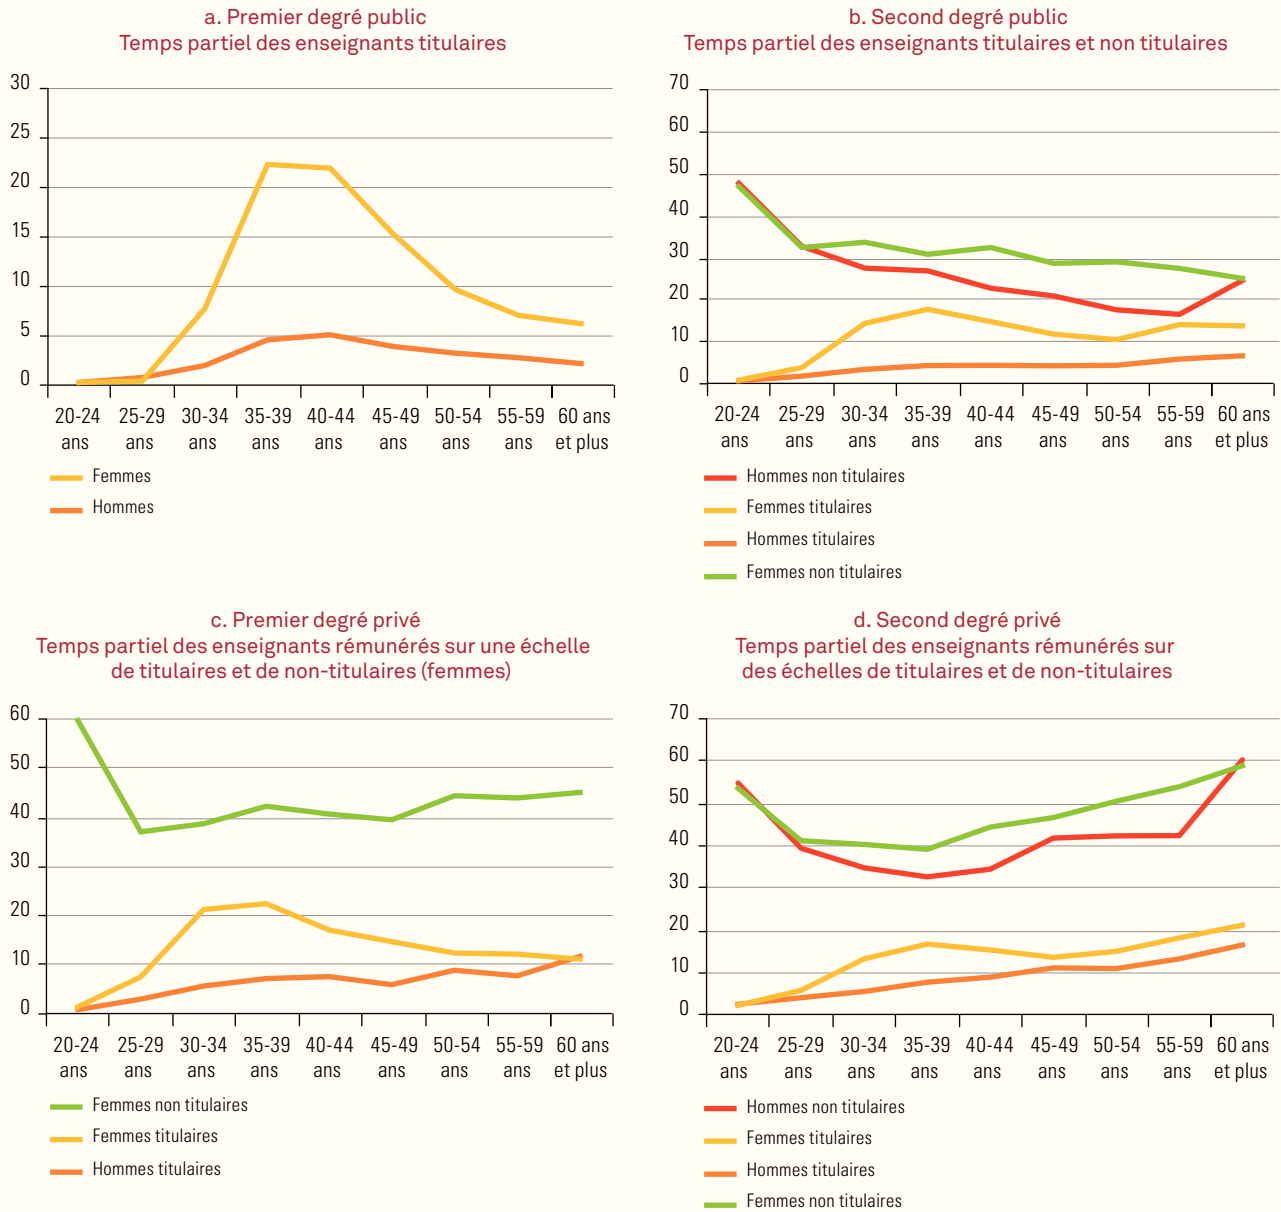 a. Premier degré public
Temps partiel des enseignants titulaires
30
25
20
15
10
5
0
20-24 ans
25-29 ans
30-34 ans
35-39 ans
40-44 ans
45-49 ans
50-54 ans
55-59 ans
60 ans et plus
Femmes
Hommes
b. Second degré public
Temps partiel des enseignants titulaires et non titulaires
70
60
50
40
30
20
10
0
20-24 ans
25-29 ans
30-34 ans
35-39 ans
40-44 ans
45-49 ans
50-54 ans
55-59 ans
60 ans et plus
Hommes non titulaires
Femmes titulaires
Hommes titulaires
Femmes non titulaires
c. Premier degré privé
Temps partiel des enseignants rémunérés sur une échelle
de titulaires et de non-titulaires (femmes)
60
50
40
30
20
10
0
20-24 ans
25-29 ans
30-34 ans
35-39 ans
40-44 ans
45-49 ans
50-54 ans
55-59 ans
60 ans et plus
Femmes non titulaires
Femmes titulaires
Hommes titulaires
d. Second degré privé
Temps partiel des enseignants rémunérés sur
des échelles de titulaires et de non-titulaires
70
60
50
40
30
20
10
0
20-24 ans
25-29 ans
30-34 ans
35-39 ans
40-44 ans
45-49 ans
50-54 ans
55-59 ans
60 ans et plus
Hommes non titulaires
Femmes titulaires
Hommes titulaires
Femmes non titulaires